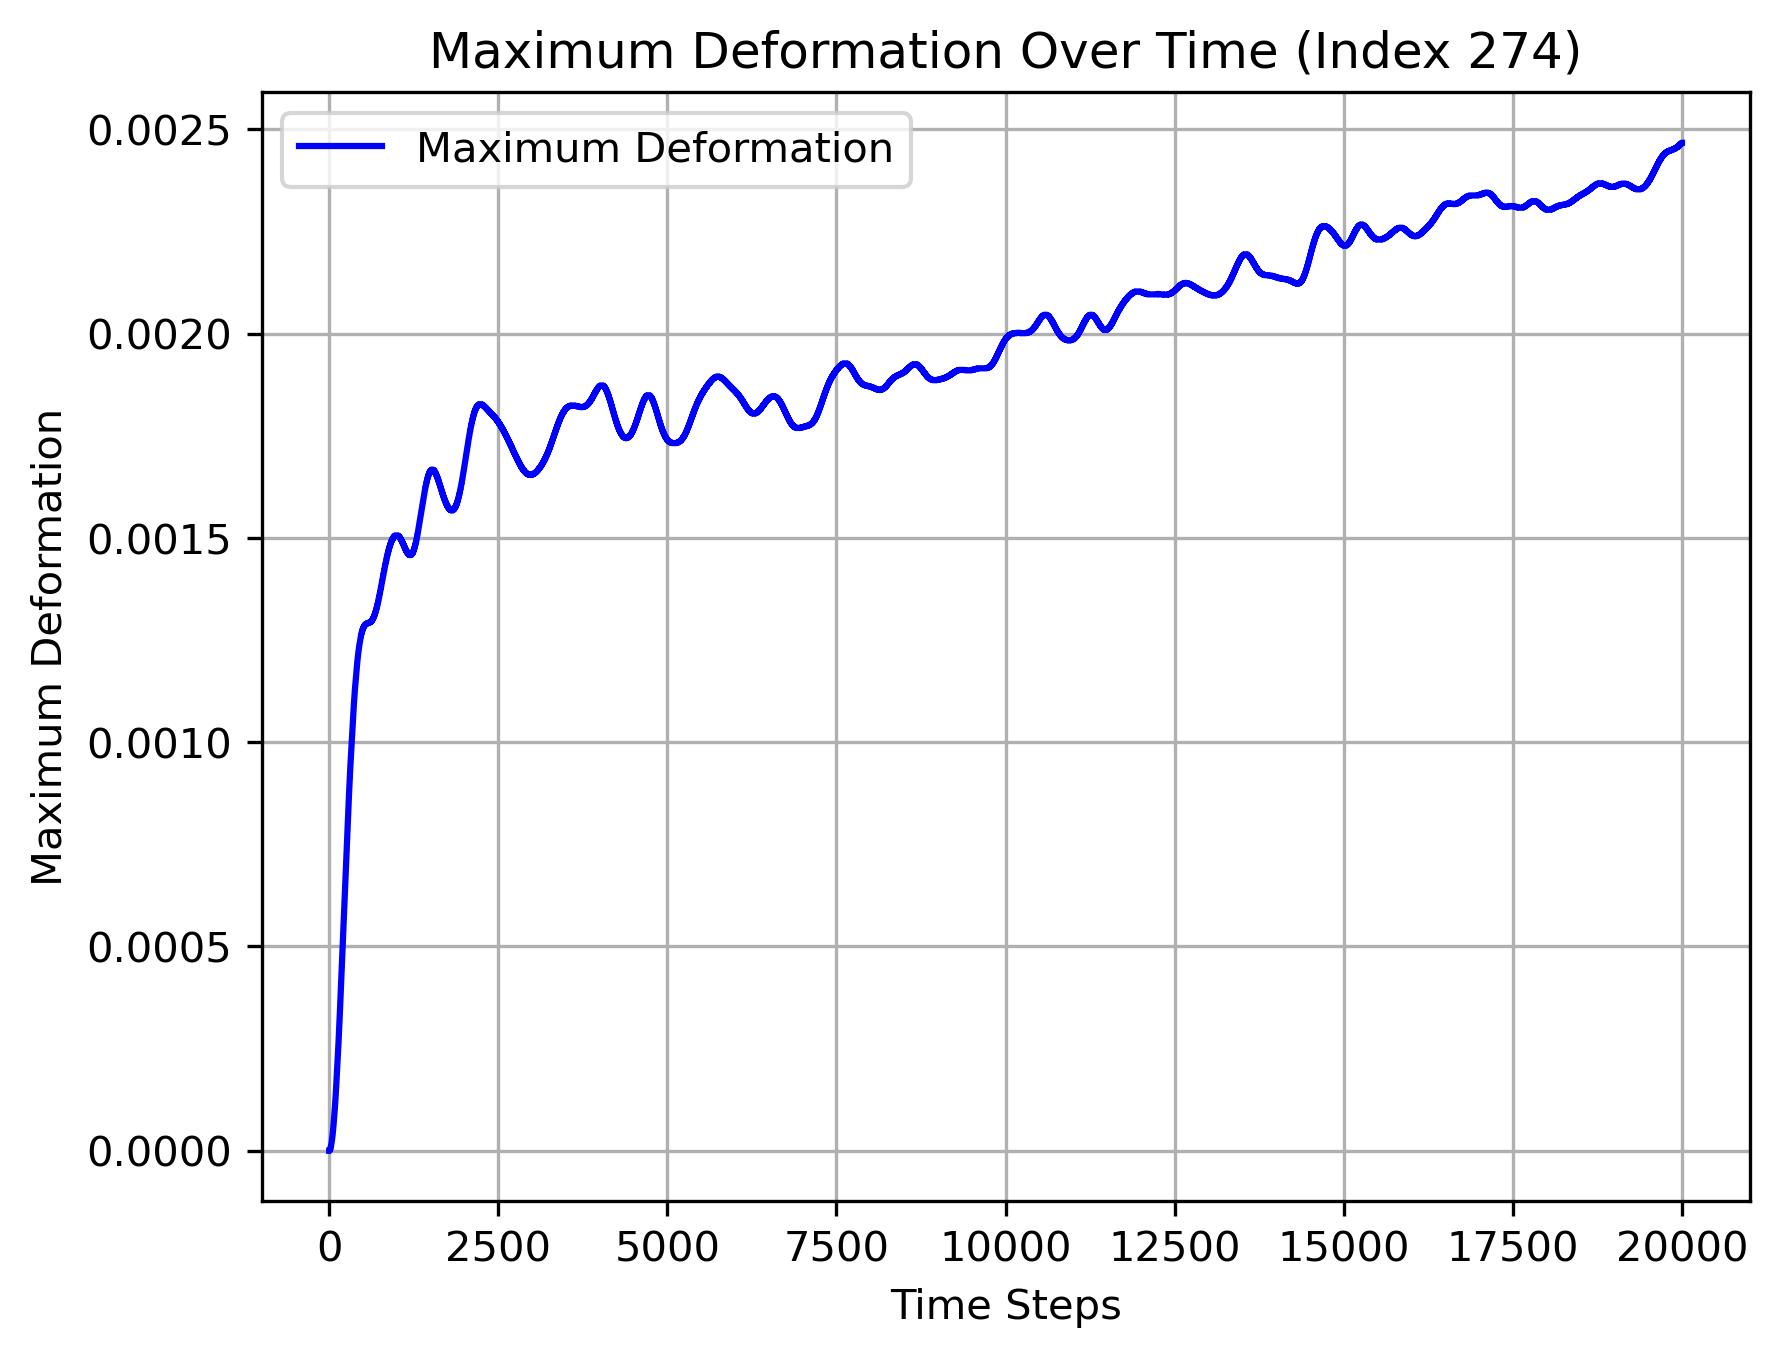 Maximum Deformation Over Time (Index 274)
Maximum Deformation
0.0025
0.0020
0.0015
0.0010
0.0005
0.0000
Maximum Deformation
0 2500 5000 7500 10000 12500 15000 17500 20000
Time Steps